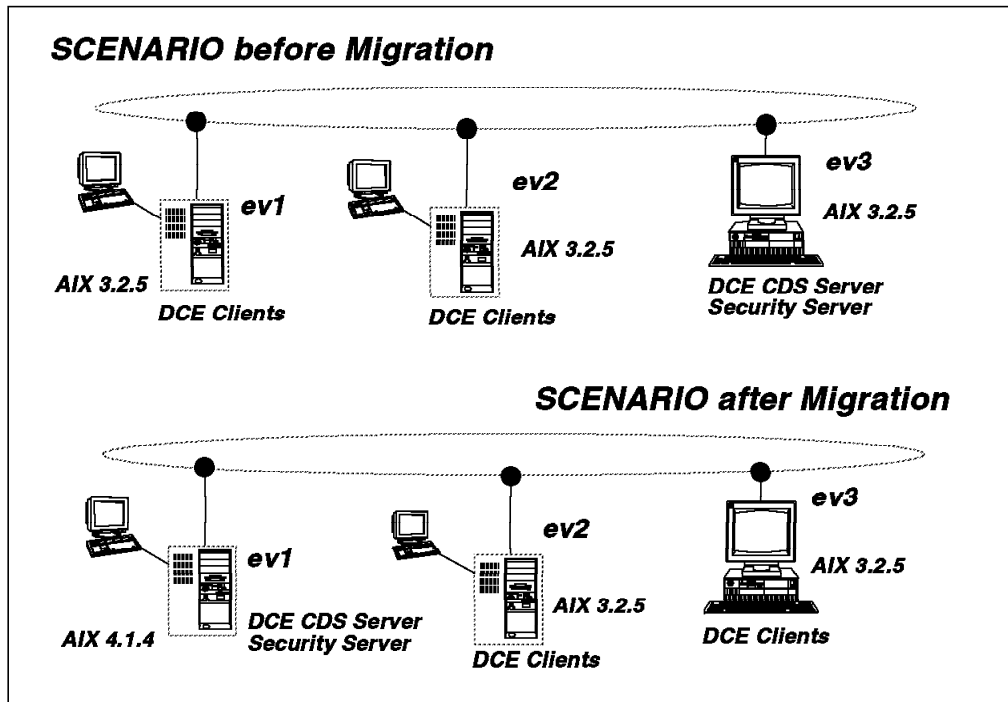 SCENARIO before Migration
ev1
AIX 3.2.5
DCE Clients
ev2
AIX 3.2.5
DCE Clients
ev3
AIX 3.2.5
DCE CDS Server
Security Server
SCENARIO after Migration
ev1
AIX 4.1.4
DCE CDS Server
Security Server
ev2
AIX 3.2.5
DCE Clients
ev3
AIX 3.2.5
DCE Clients